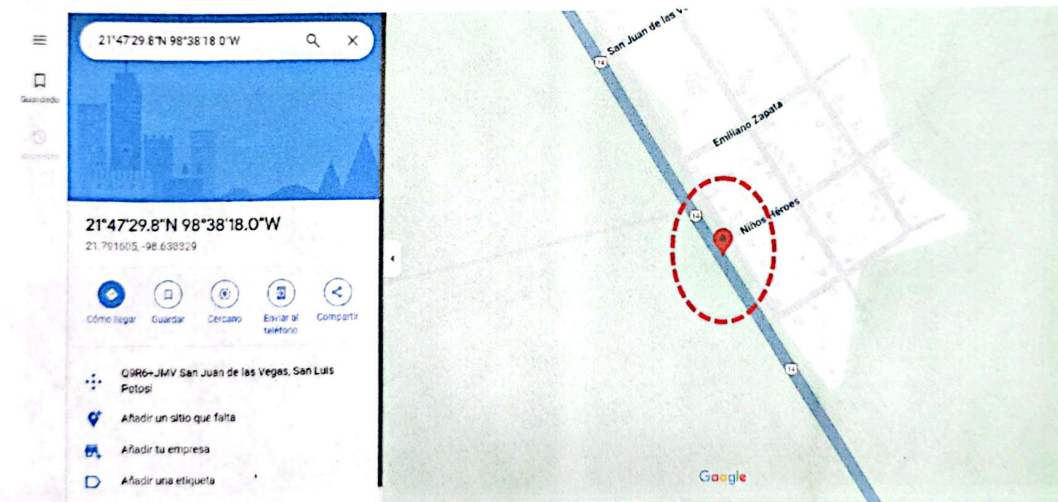 21°47'29.8"N 98°38'18.0"W
Guardado
21°47'29.8"N 98°38'18.0"W
21.791605, -98.638329
Cómo llegar
Guardar
Cercano
Enviar al
teléfono
Compartir
Q9R6+JMV San Juan de las Vegas, San Luis
Potosí
Añadir un sitio que falta
Añadir tu empresa
Añadir una etiqueta
San Juan de las V
14
Emiliano Zapata
Niños Héroes
14
14
Google